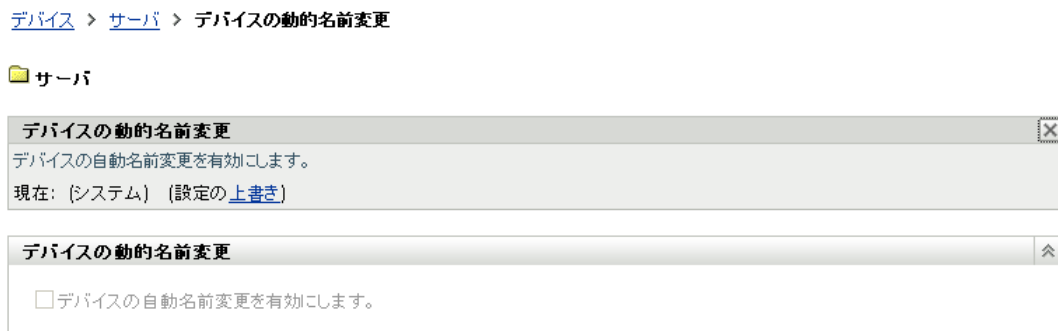 デバイス > サーバ > デバイスの動的名前変更
サーバ
デバイスの動的名前変更
デバイスの自動名前変更を有効にします。
現在: (システム) (設定の上書き)
デバイスの動的名前変更
デバイスの自動名前変更を有効にします。